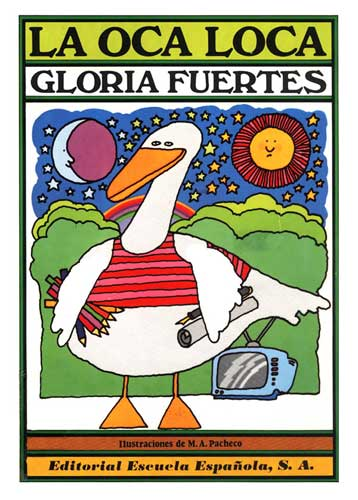 LA OCA LOCA
GLORIA FUERTES
Ilustraciones de M. A. Pacheco
Editorial Escuela Española, S. A.